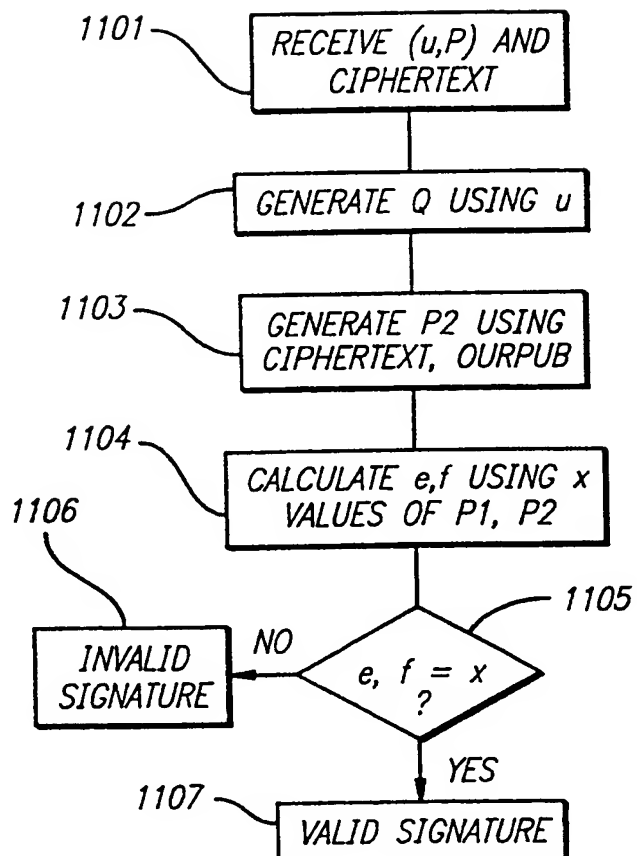 1101
RECEIVE (u,P) AND
CIPHERTEXT
1102
GENERATE Q USING u
1103
GENERATE P2 USING
CIPHERTEXT, OURPUB
1104
CALCULATE e,f USING x
VALUES OF P1, P2
1106
1105
INVALID
SIGNATURE
NO
e, f = x
?
YES
1107
VALID SIGNATURE